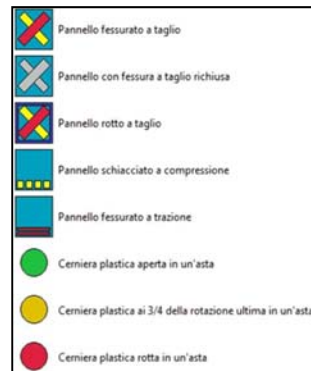 Pannello fessurato a taglio
Pannello con fessura a taglio richiusa
Pannello rotto a taglio
Pannello schiacciato a compressione
Pannello fessurato a trazione
Cerniera plastica aperta in un'asta
Cerniera plastica ai 3/4 della rotazione ultima in un'asta
Cerniera plastica rotta in un'asta